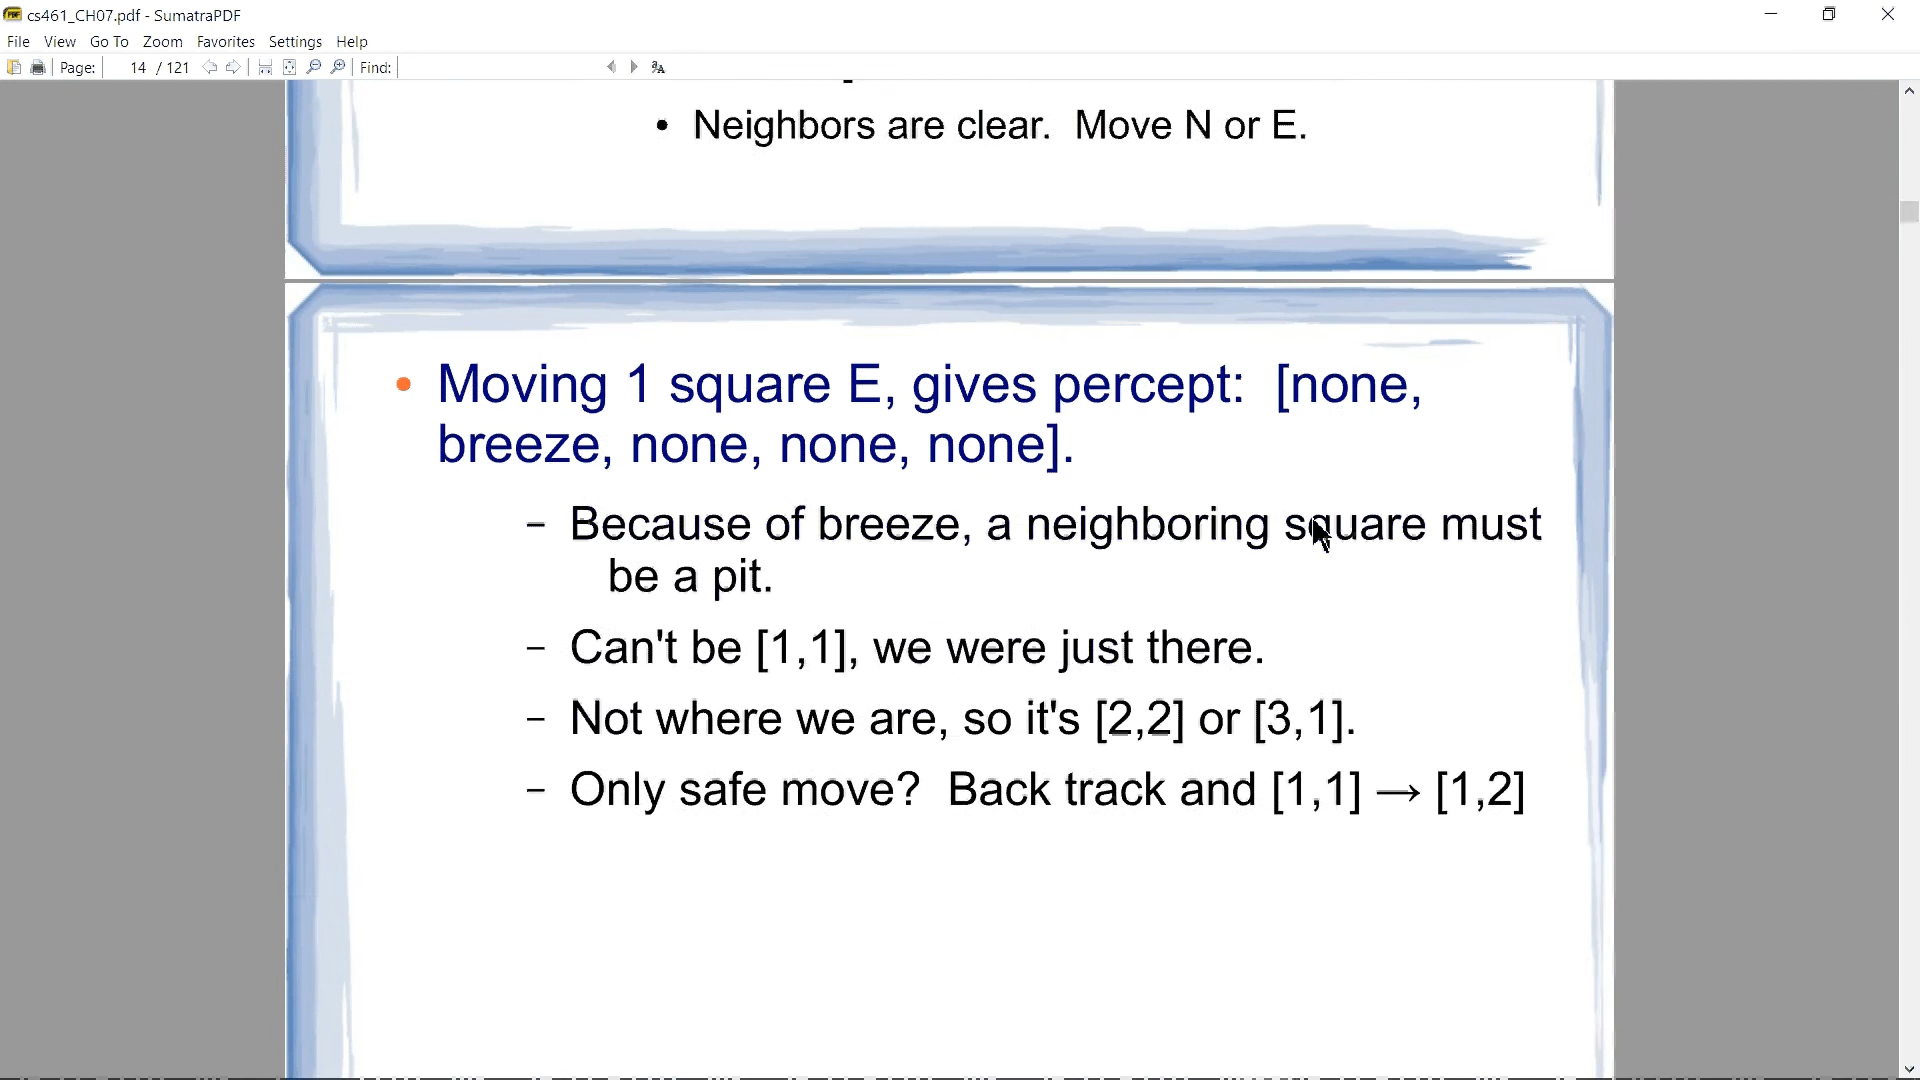 cs461_CH07.pdf - SumatraPDF
File View Go To Zoom Favorites Settings Help
Page: 14 / 121 Find:
• Neighbors are clear. Move N or E.
• Moving 1 square E, gives percept: [none,
breeze, none, none, none].
– Because of breeze, a neighboring square must
be a pit.
– Can't be [1,1], we were just there.
– Not where we are, so it's [2,2] or [3,1].
– Only safe move? Back track and [1,1] → [1,2]